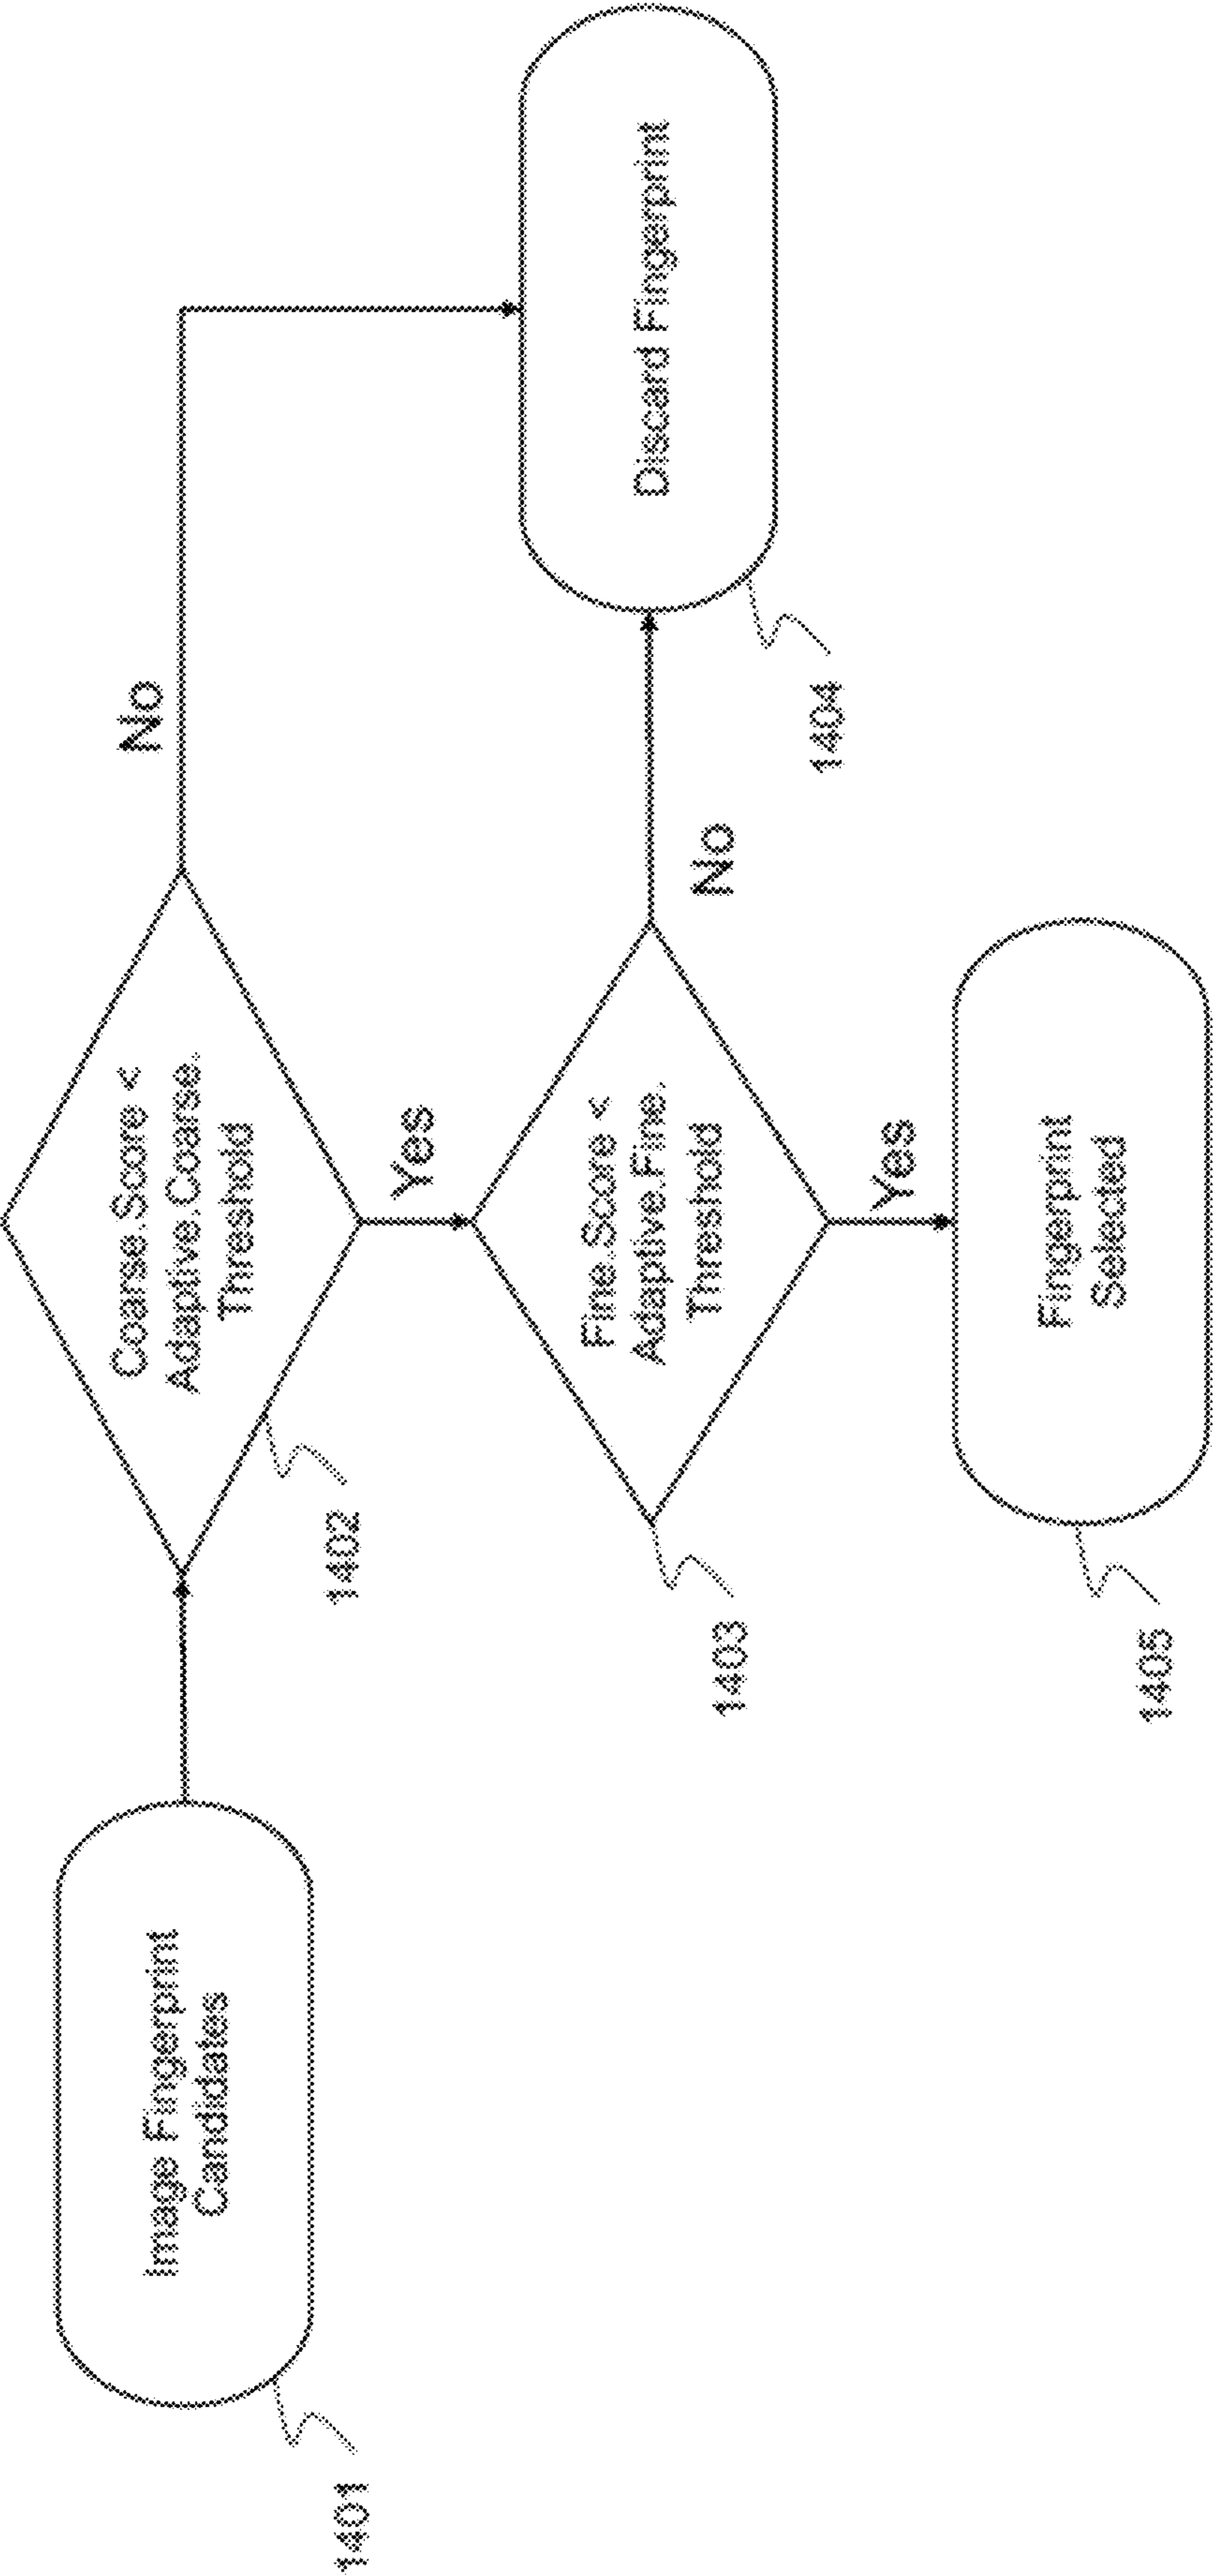 Image Fingerprint
Candidates
1401
Coarse.Score <
Adaptive.Coarse.
Threshold
1402
No
Yes
Fine.Score <
Adaptive.Fine.
Threshold
1403
No
Discard Fingerprint
1404
Yes
Fingerprint
Selected
1405